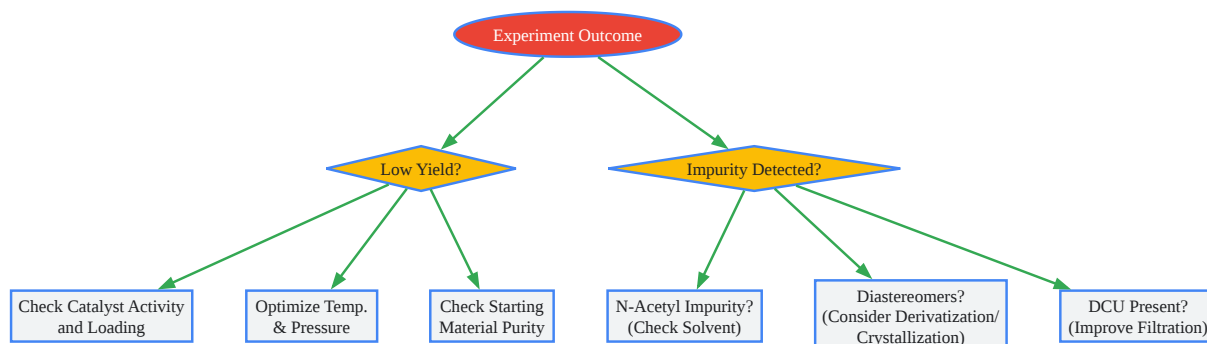 Experiment Outcome
Low Yield?
Impurity Detected?
Check Catalyst Activity
and Loading
Optimize Temp.
& Pressure
Check Starting
Material Purity
N-Acetyl Impurity?
(Check Solvent)
Diastereomers?
(Consider Derivatization/
Crystallization)
DCU Present?
(Improve Filtration)